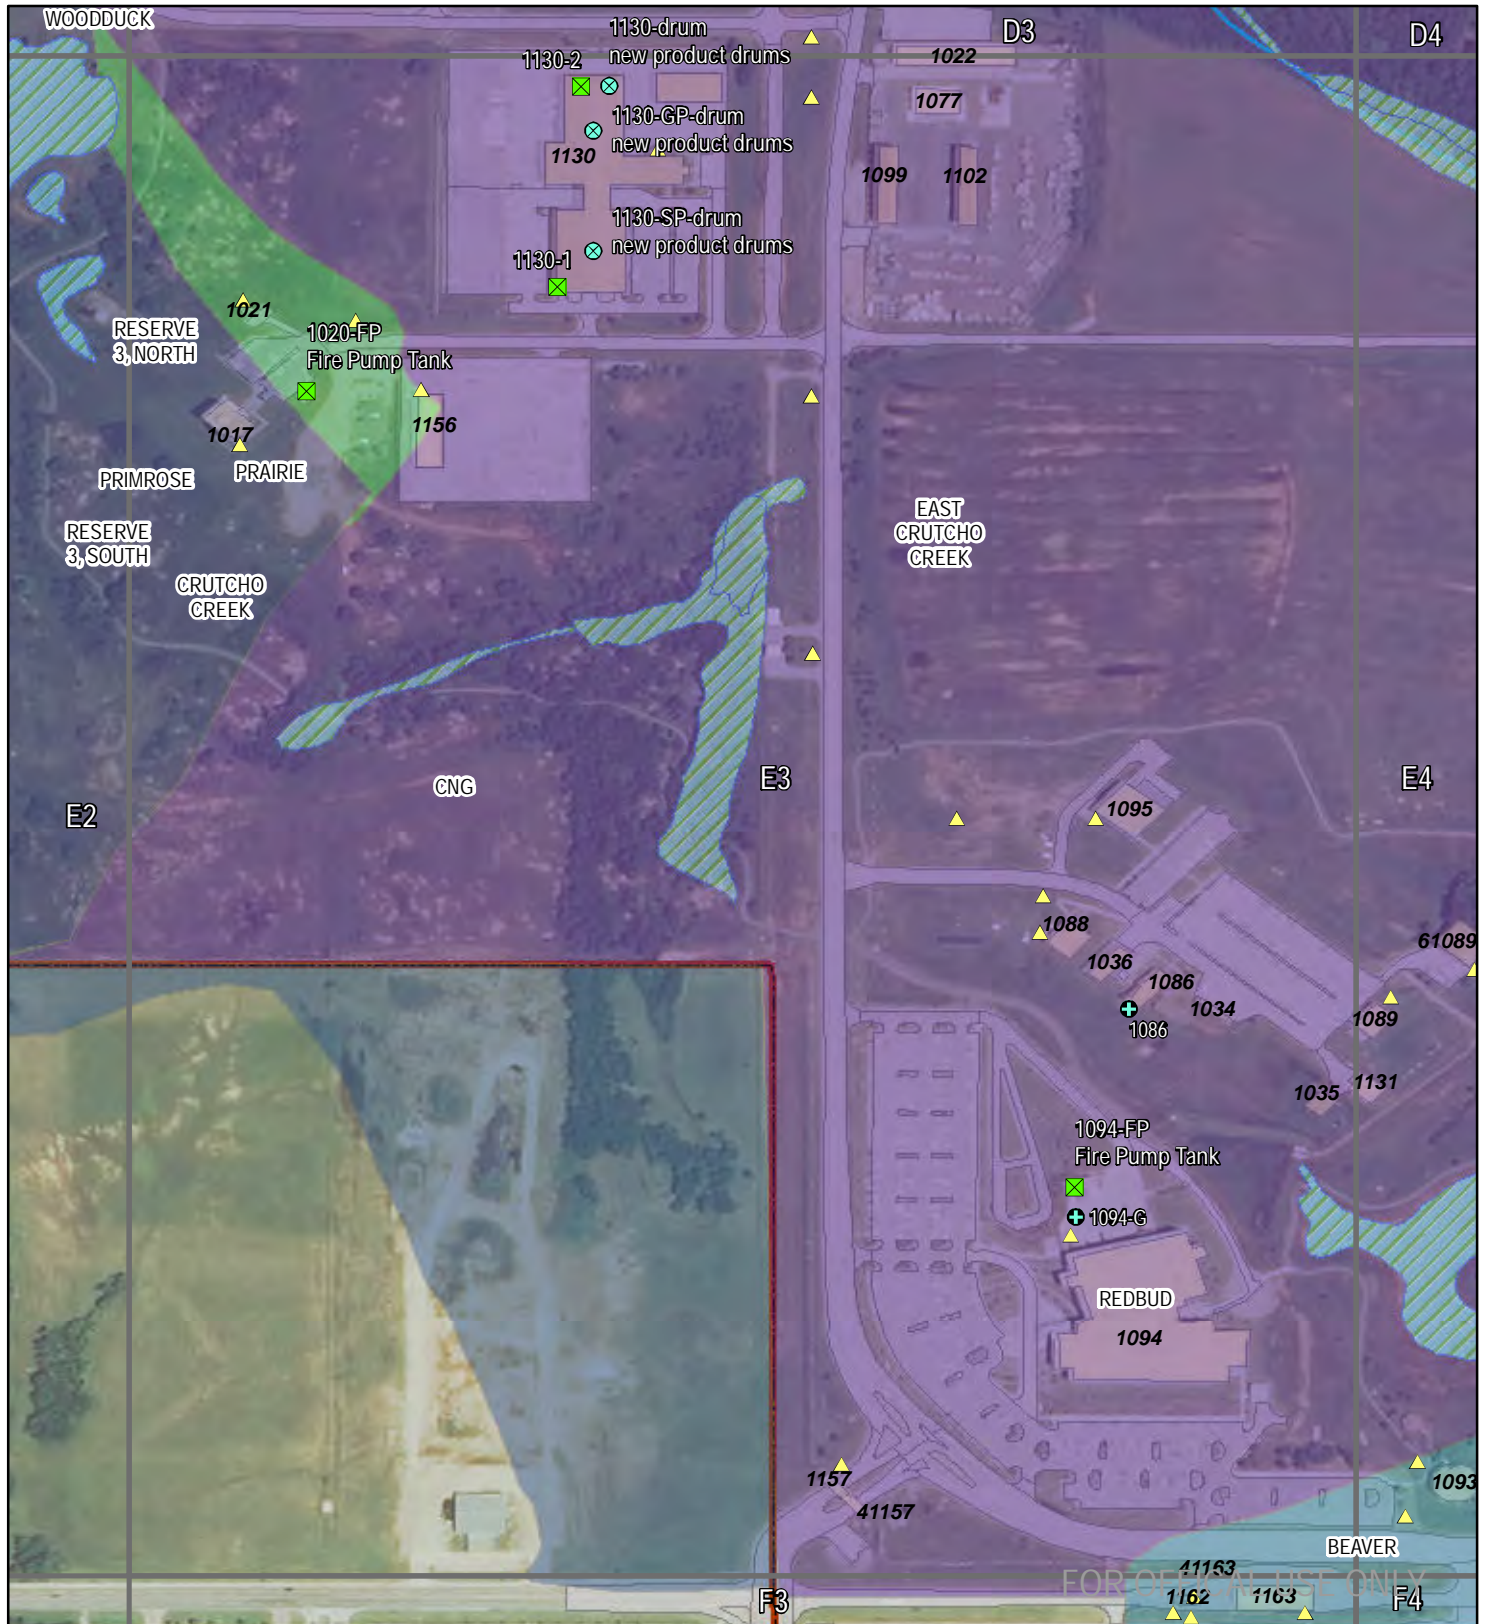 WOODDUCK
D3
D4
1130-drum
new product drums
1130-2
1022
1077
1130-GP-drum
new product drums
1130
1099
1102
1130-SP-drum
new product drums
1130-1
1021
RESERVE
3, NORTH
1020-FP
Fire Pump Tank
1156
1017
PRIMROSE
PRAIRIE
RESERVE
3, SOUTH
CRUTCHO
CREEK
EAST
CRUTCHO
CREEK
E2
CNG
E3
E4
1095
1088
1036
1086
1034
1086
61089
1089
1035
1131
1094-FP
Fire Pump Tank
1094-G
REDBUD
1094
1157
41157
1093
BEAVER
41163
FOR OFFICIAL USE ONLY
F3
1162
1163
F4